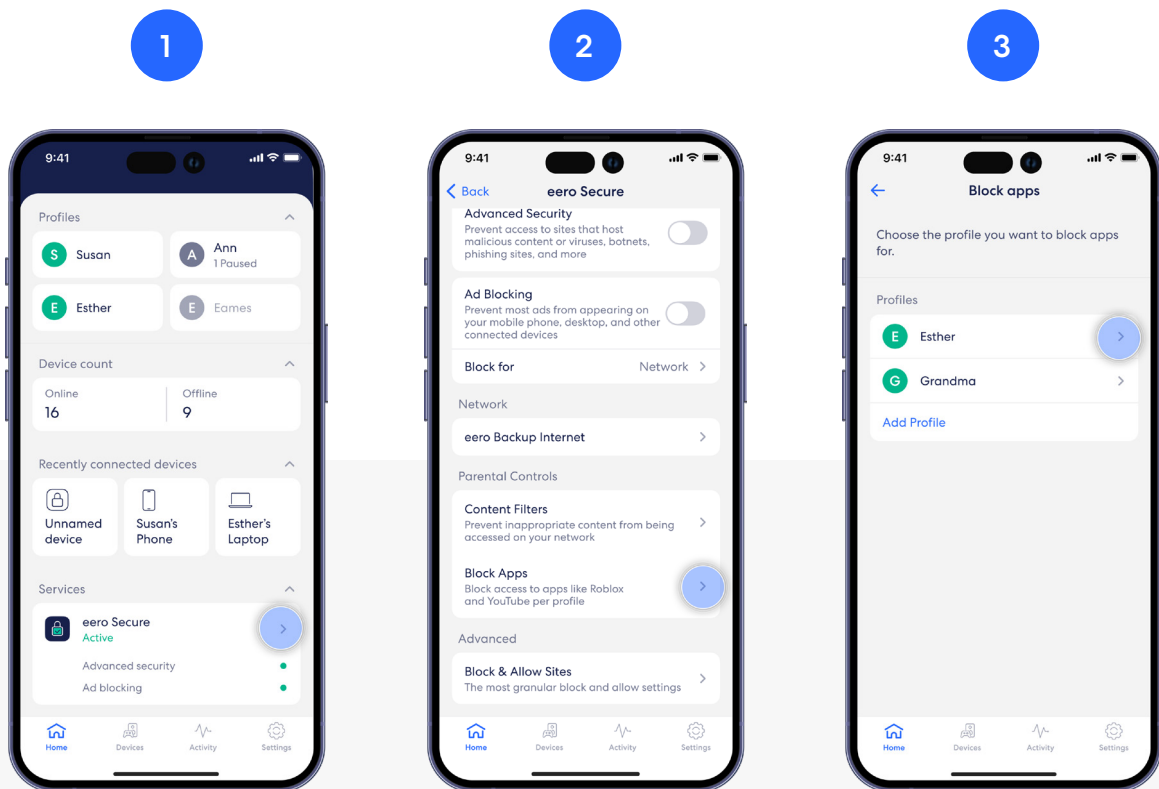 1
2
3
9:41
Profiles
S Susan
A Ann
1 Paused
E Esther
E Eames
Device count
Online
16
Offline
9
Recently connected devices
Unnamed
device
Susan's
Phone
Esther's
Laptop
Services
eero Secure
Active
Advanced security
Ad blocking
Home Devices Activity Settings
9:41
Back eero Secure
Advanced Security
Prevent access to sites that host
malicious content or viruses, botnets,
phishing sites, and more
Ad Blocking
Prevent most ads from appearing on
your mobile phone, desktop, and other
connected devices
Block for Network
Network
eero Backup Internet
Parental Controls
Content Filters
Prevent inappropriate content from being
accessed on your network
Block Apps
Block access to apps like Roblox
and YouTube per profile
Advanced
Block & Allow Sites
The most granular block and allow settings
Home Devices Activity Settings
9:41
Block apps
Choose the profile you want to block apps
for.
Profiles
E Esther
G Grandma
Add Profile
Home Devices Activity Settings